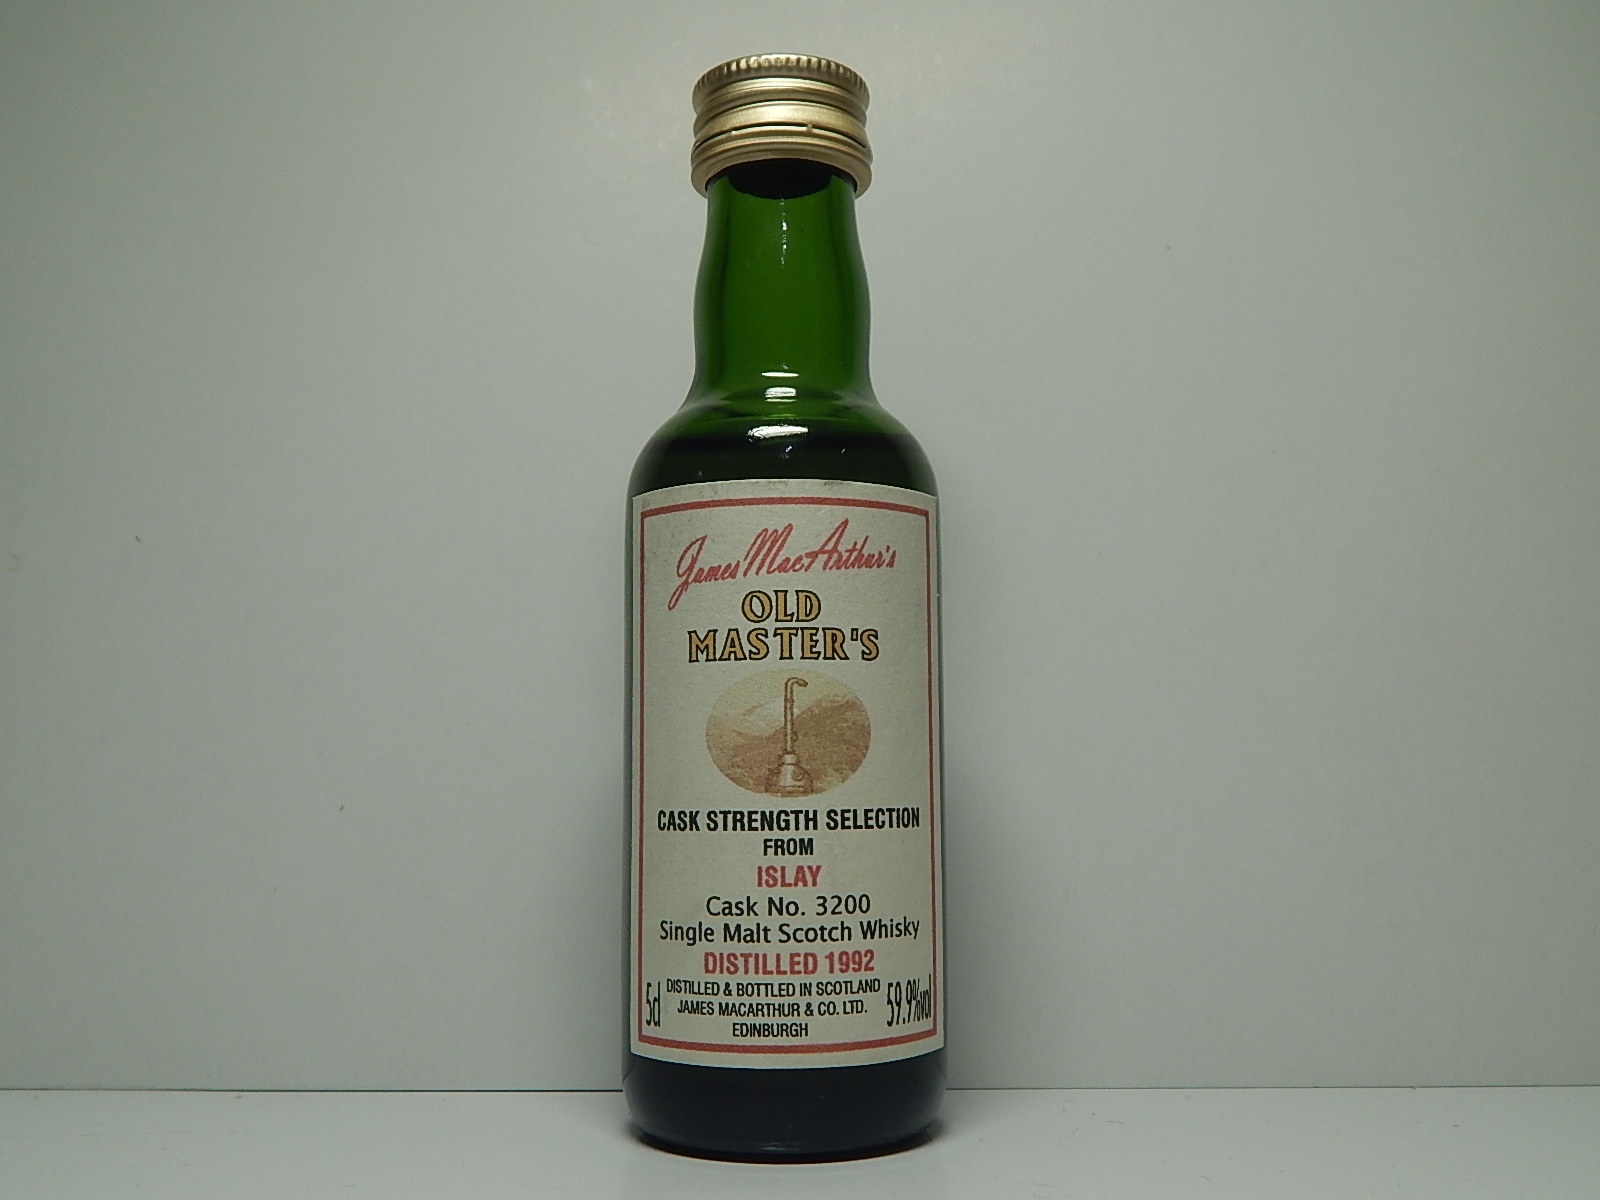 James MacArthur's
OLD
MASTER'S
CASK STRENGTH SELECTION
FROM
ISLAY
Cask No. 3200
Single Malt Scotch Whisky
DISTILLED 1992
DISTILLED & BOTTLED IN SCOTLAND
5cl JAMES MACARTHUR & CO. LTD. 59.9%vol
EDINBURGH